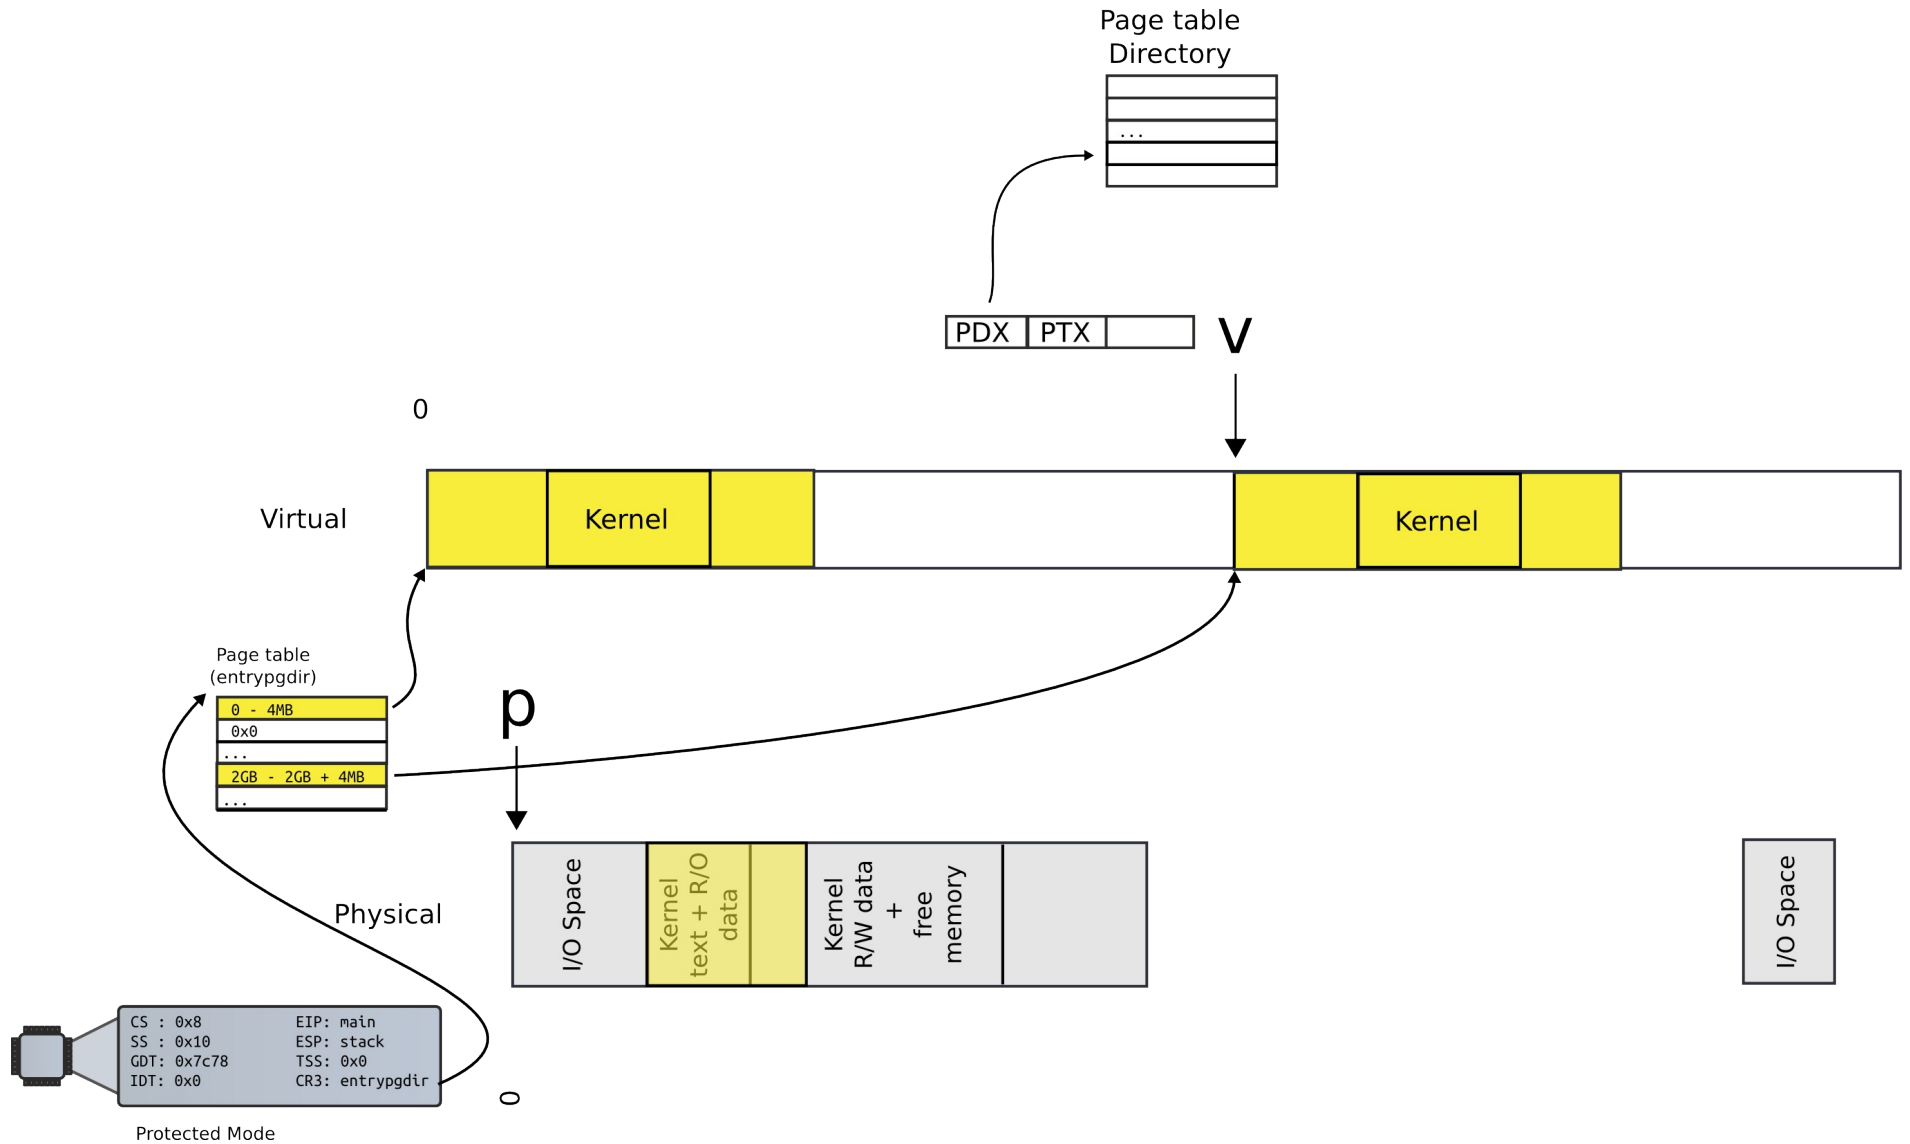 Page table
Directory
...
PDX PTX
v
0
Virtual
Kernel
Kernel
Page table
(entrypgdir)
0 - 4MB
0x0
...
2GB - 2GB + 4MB
...
p
Physical
I/O Space
Kernel
text + R/O
data
Kernel
R/W data
+
free
memory
I/O Space
CS : 0x8 EIP: main
SS : 0x10 ESP: stack
GDT: 0x7c78 TSS: 0x0
IDT: 0x0 CR3: entrypgdir
0
Protected Mode